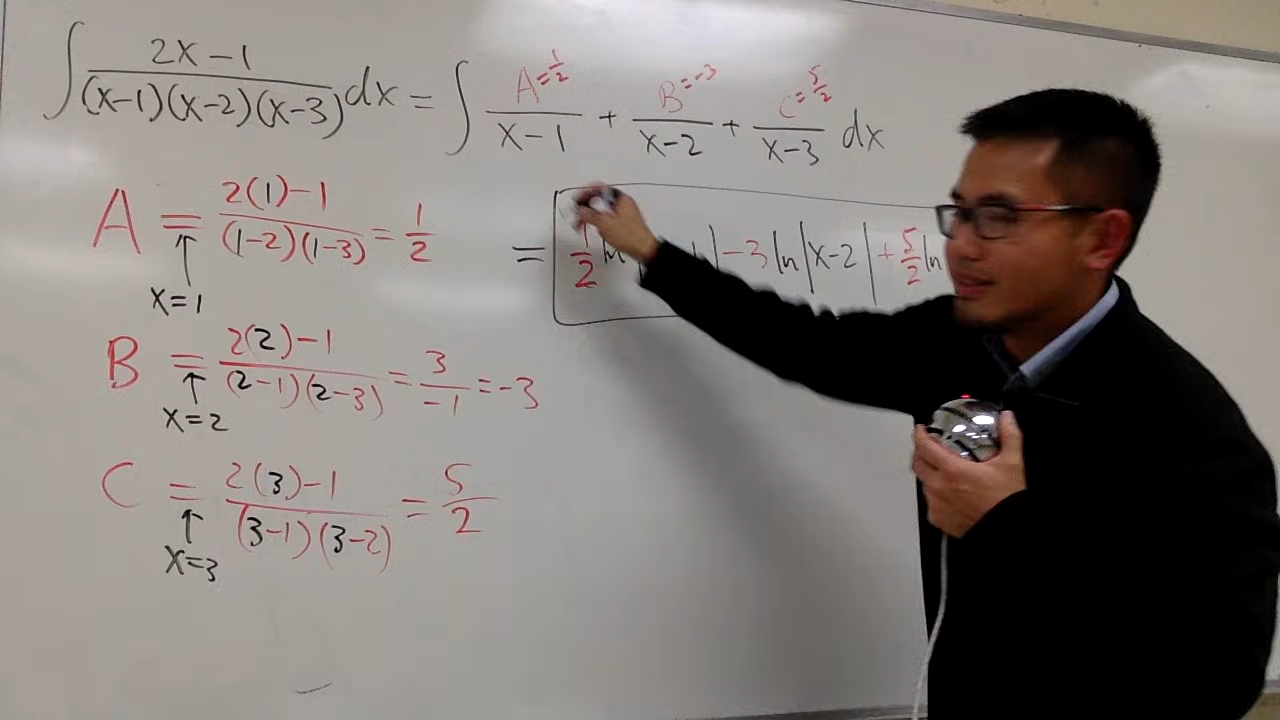 ∫ 2x-1 / (x-1)(x-2)(x-3) dx = ∫ A=1/2 / x-1 + B=-3 / x-2 + C=5/2 / x-3 dx
A = 2(1)-1 / (1-2)(1-3) = 1/2
↑
x=1
= 1/2 ln | | -3 ln|x-2| + 5/2 ln
B = 2(2)-1 / (2-1)(2-3) = 3/-1 = -3
↑
x=2
C = 2(3)-1 / (3-1)(3-2) = 5/2
↑
x=3